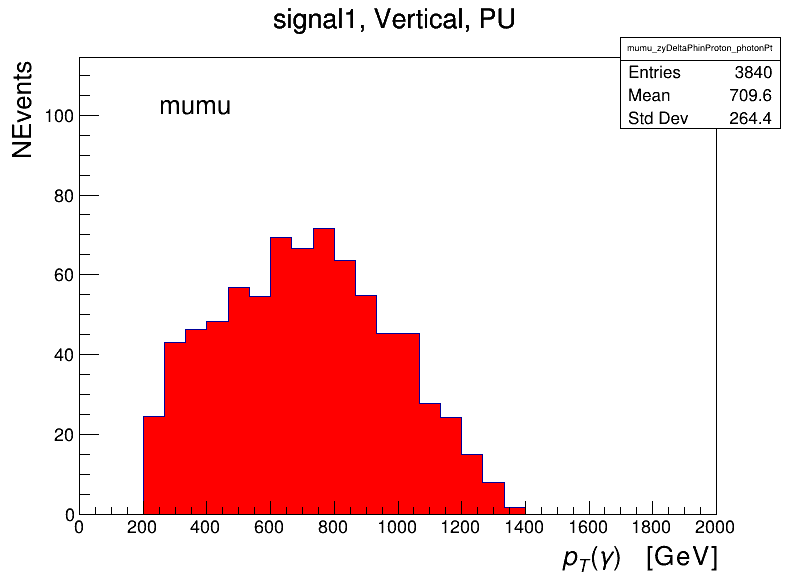 signal1, Vertical, PU
mumu_zyDeltaPhinProton_photonPt
Entries 3840
Mean 709.6
Std Dev 264.4
NEvents
mumu
100
80
60
40
20
0
0 200 400 600 800 1000 1200 1400 1600 1800 2000
p_T(γ) [GeV]